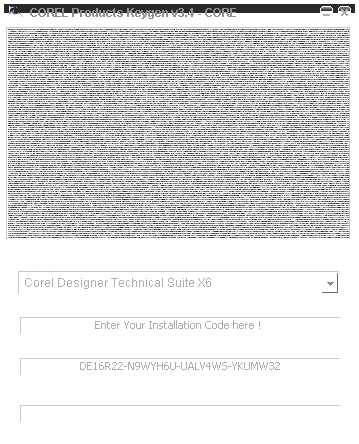 COREL Products Keygen v3.4 - CORE
Corel Designer Technical Suite X6
Enter Your Installation Code here !
DE16R22-N9WYH6U-UALV4WS-YKUMW32